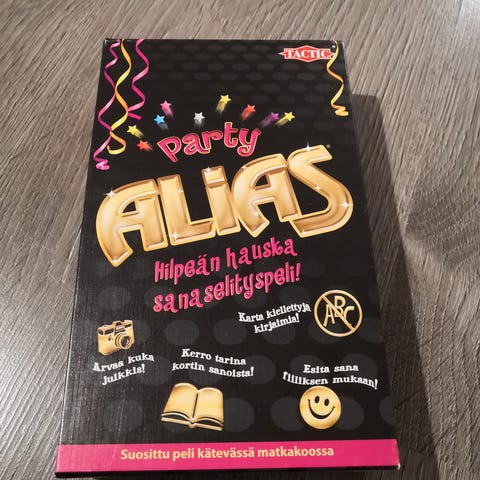 TACTIC
Party
ALIAS
Hilpeän hauska
sanaselityspeli!
Karta kiellettyjä
kirjaimia!
ABC
Arvaa kuka
julkkis!
Kerro tarina
kortin sanoista!
Esitä sana
fiiliksen mukaan!
Suosittu peli kätevässä matkakoossa